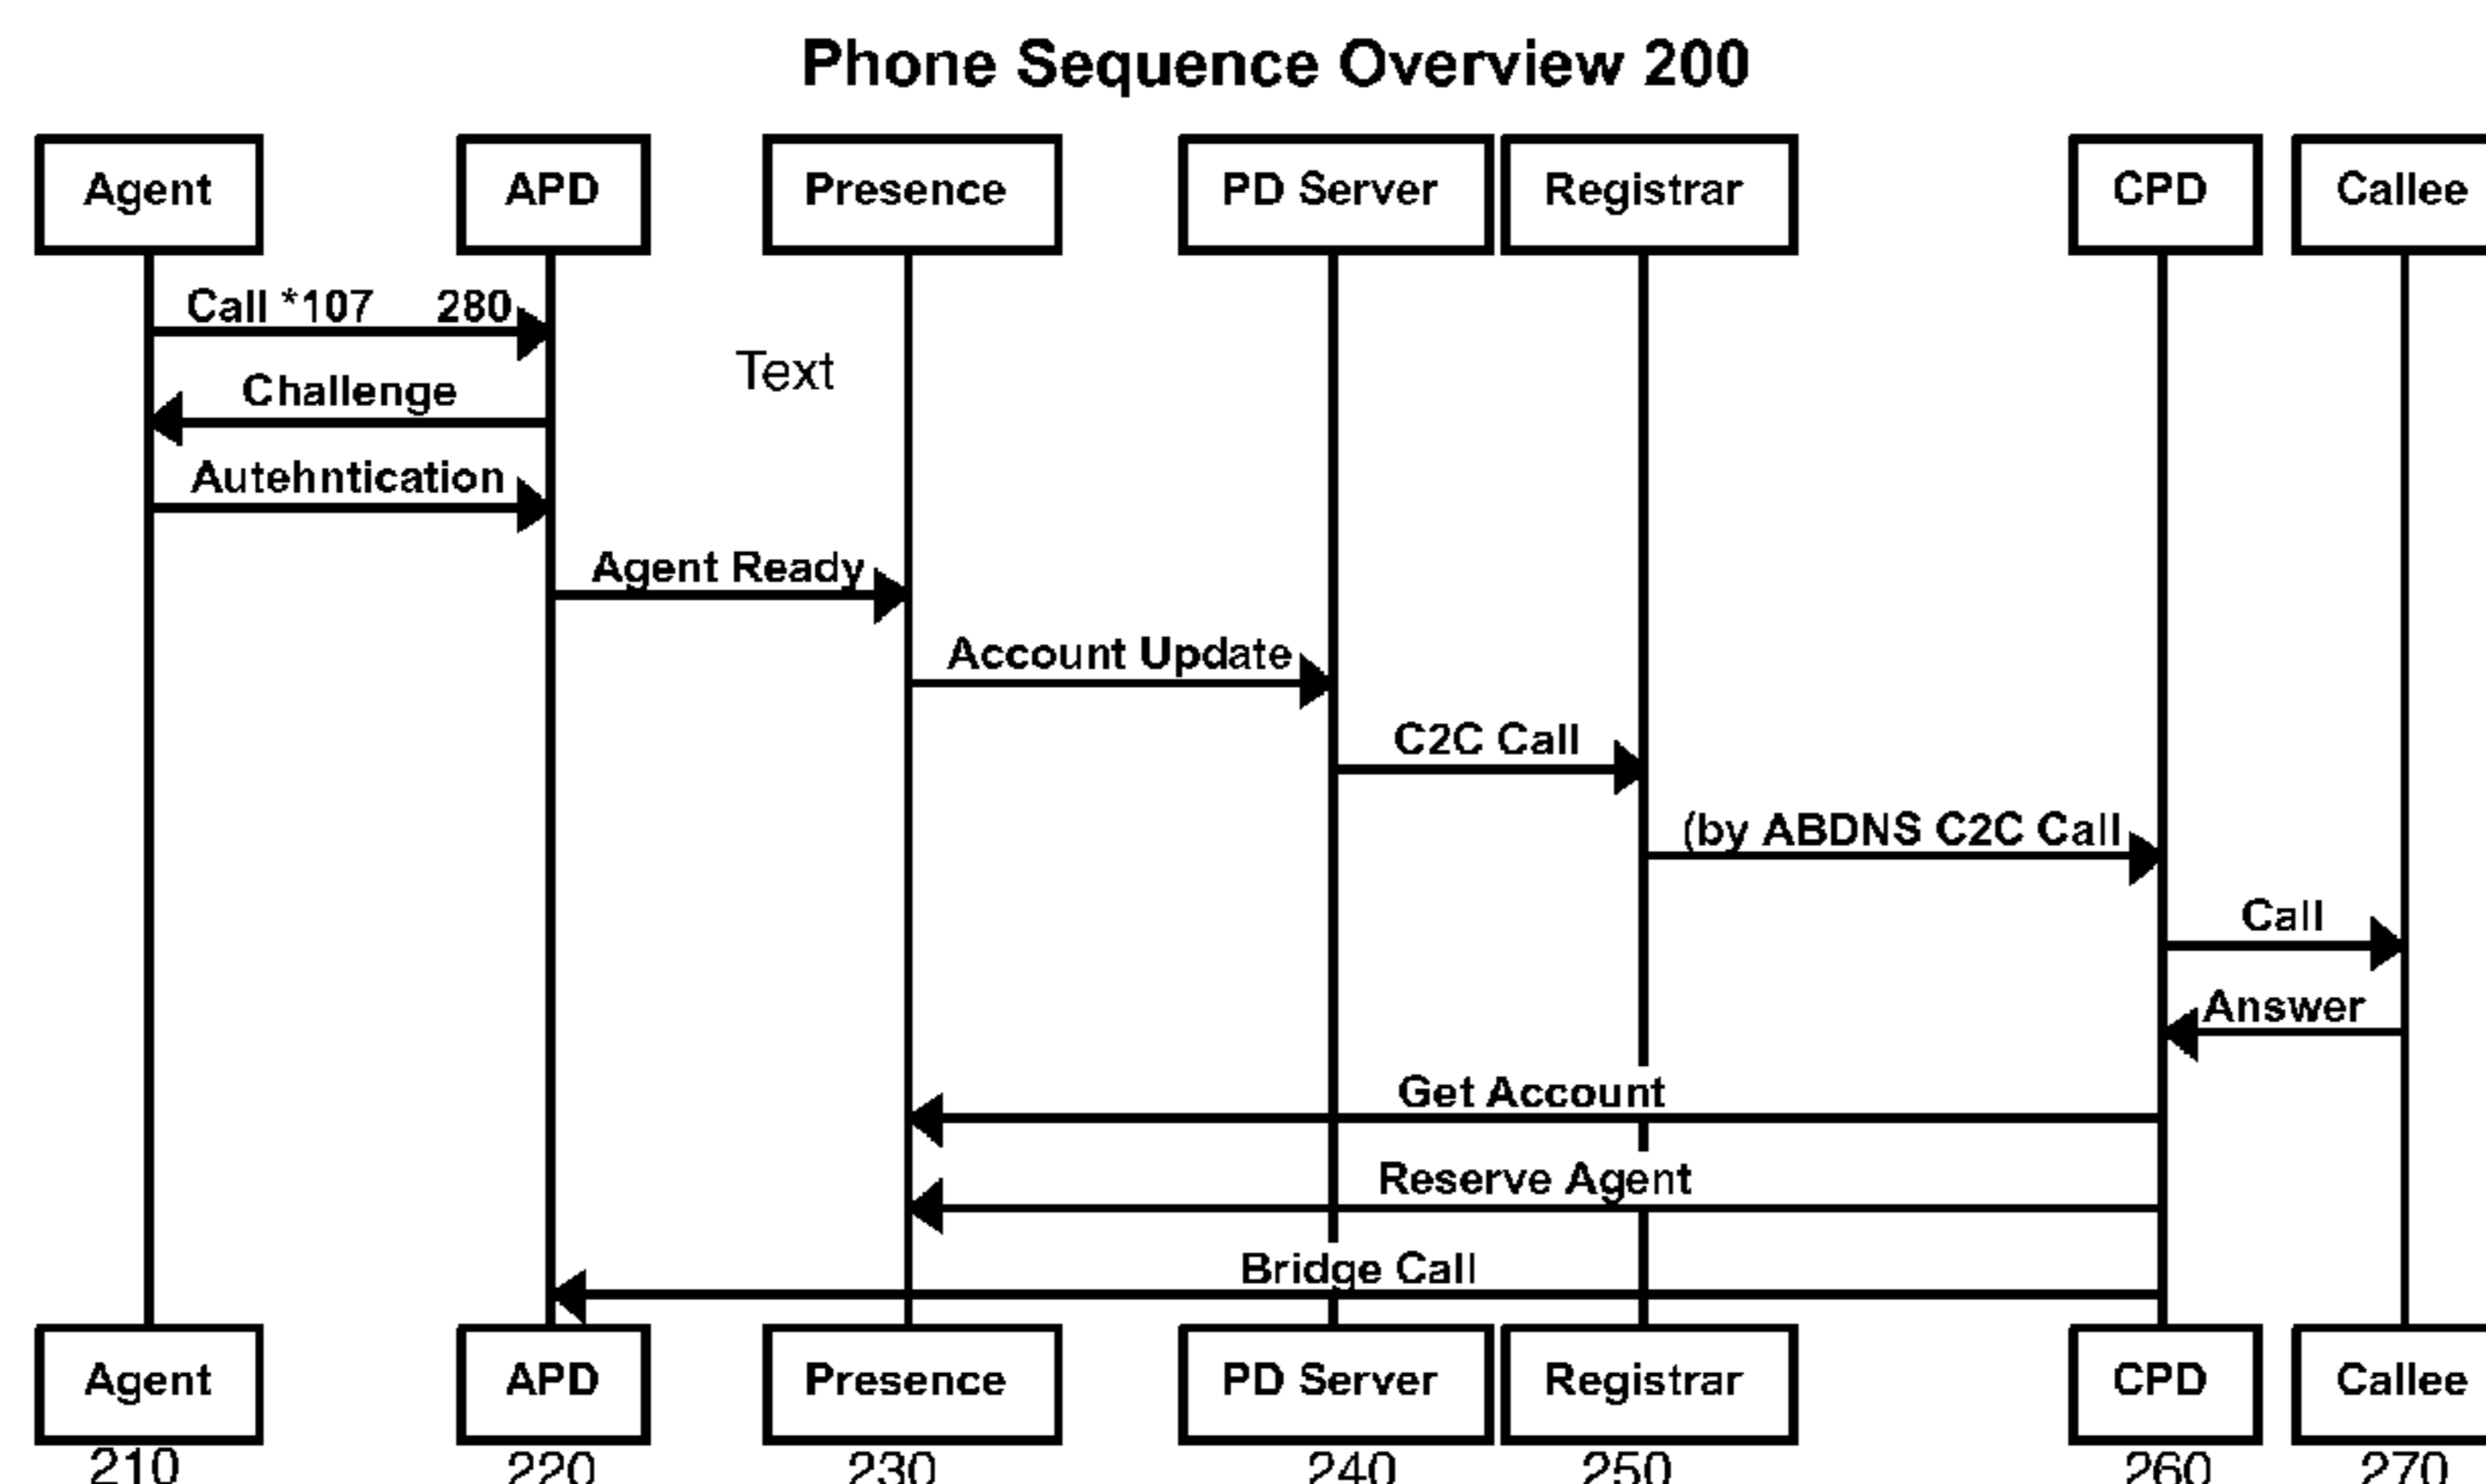 Phone Sequence Overview 200
Agent APD Presence PD Server Registrar CPD Callee
Call *107 280
Text
Challenge
Autehntication
Agent Ready
Account Update
C2C Call
(by ABDNS C2C Call
Call
Answer
Get Account
Reserve Agent
Bridge Call
Agent APD Presence PD Server Registrar CPD Callee
210 220 230 240 250 260 270